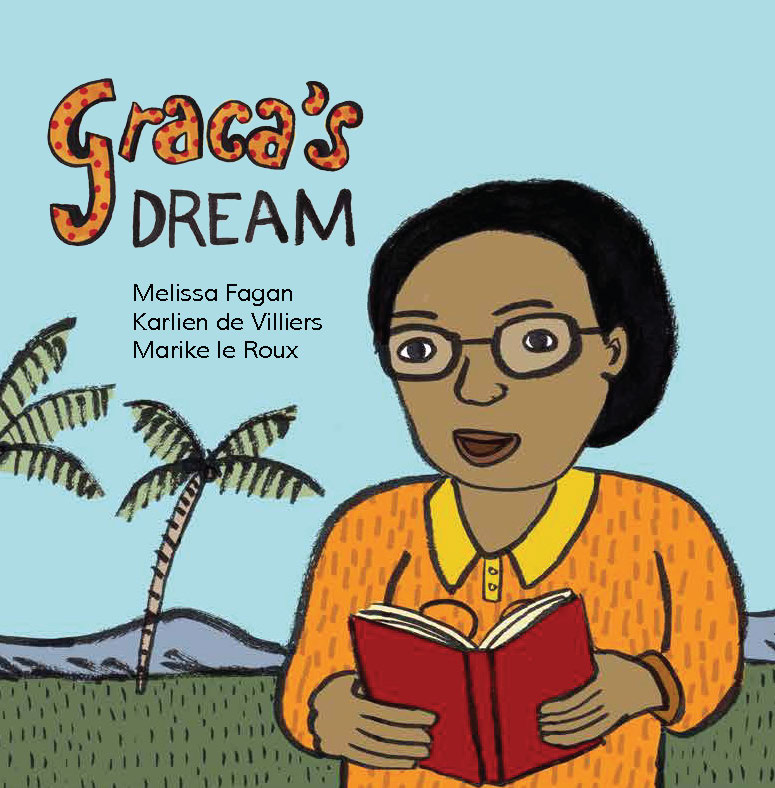 graca's
DREAM
Melissa Fagan
Karlien de Villiers
Marike le Roux